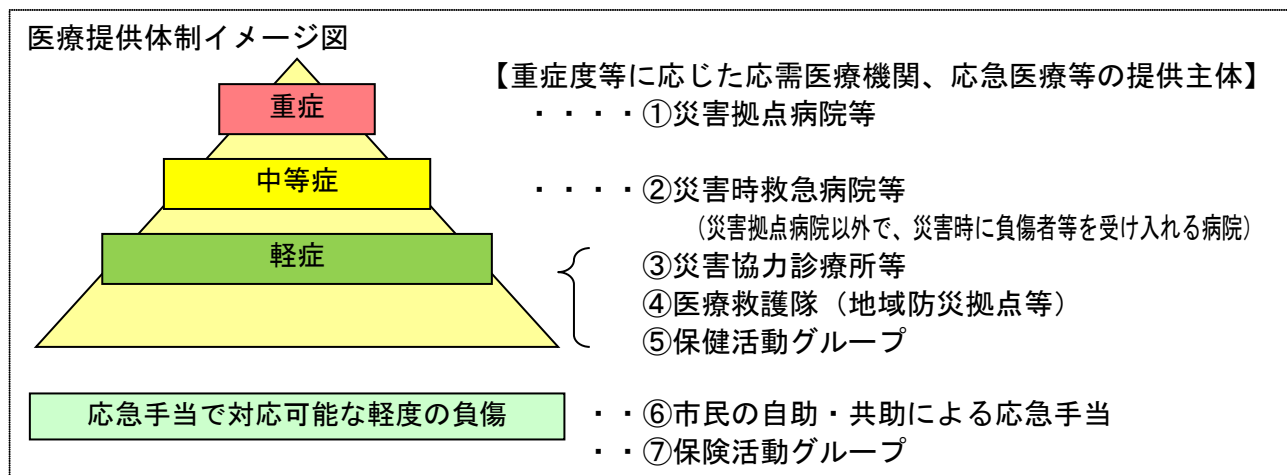 医療提供体制イメージ図
【重症度等に応じた応需医療機関、応急医療等の提供主体】
重症
・・・・①災害拠点病院等
中等症
・・・・②災害時救急病院等
(災害拠点病院以外で、災害時に負傷者等を受け入れる病院)
軽症
③災害協力診療所等
④医療救護隊（地域防災拠点等）
⑤保健活動グループ
応急手当で対応可能な軽度の負傷
・・⑥市民の自助・共助による応急手当
・・⑦保険活動グループ